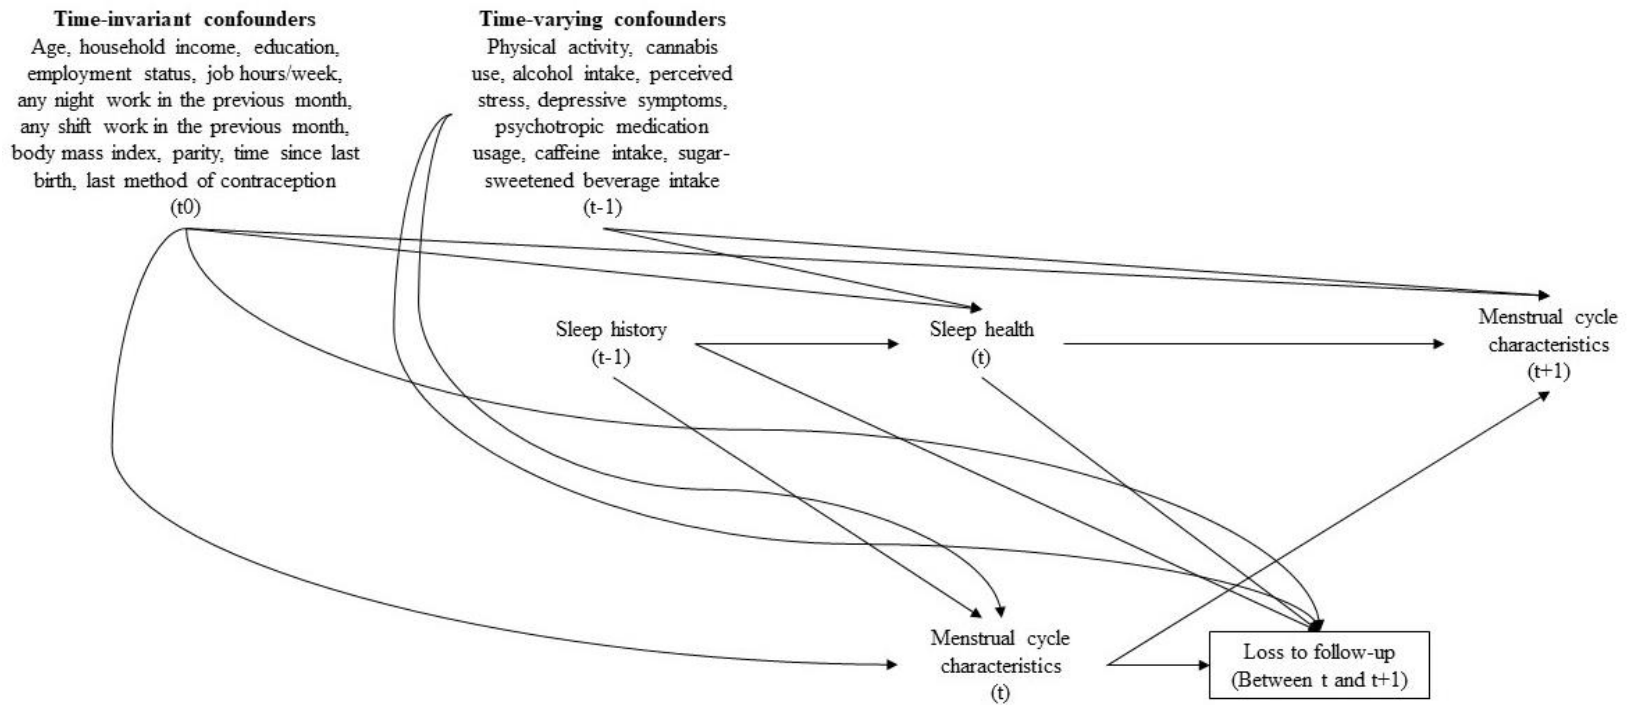 Time-invariant confounders
Age, household income, education,
employment status, job hours/week,
any night work in the previous month,
any shift work in the previous month,
body mass index, parity, time since last
birth, last method of contraception
(t0)
Time-varying confounders
Physical activity, cannabis
use, alcohol intake, perceived
stress, depressive symptoms,
psychotropic medication
usage, caffeine intake, sugar-
sweetened beverage intake
(t-1)
Sleep history
(t-1)
Sleep health
(t)
Menstrual cycle
characteristics
(t+1)
Menstrual cycle
characteristics
(t)
Loss to follow-up
(Between t and t+1)